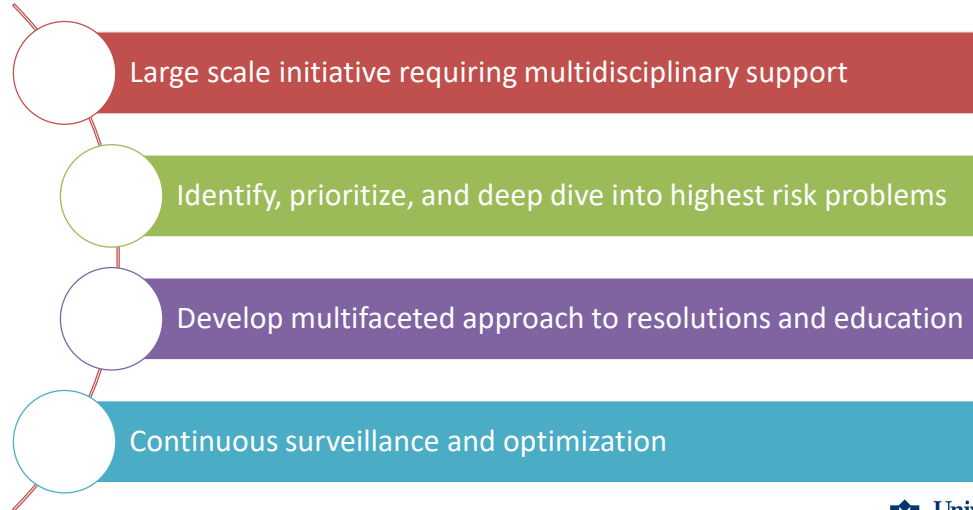 Large scale initiative requiring multidisciplinary support
Identify, prioritize, and deep dive into highest risk problems
Develop multifaceted approach to resolutions and education
Continuous surveillance and optimization